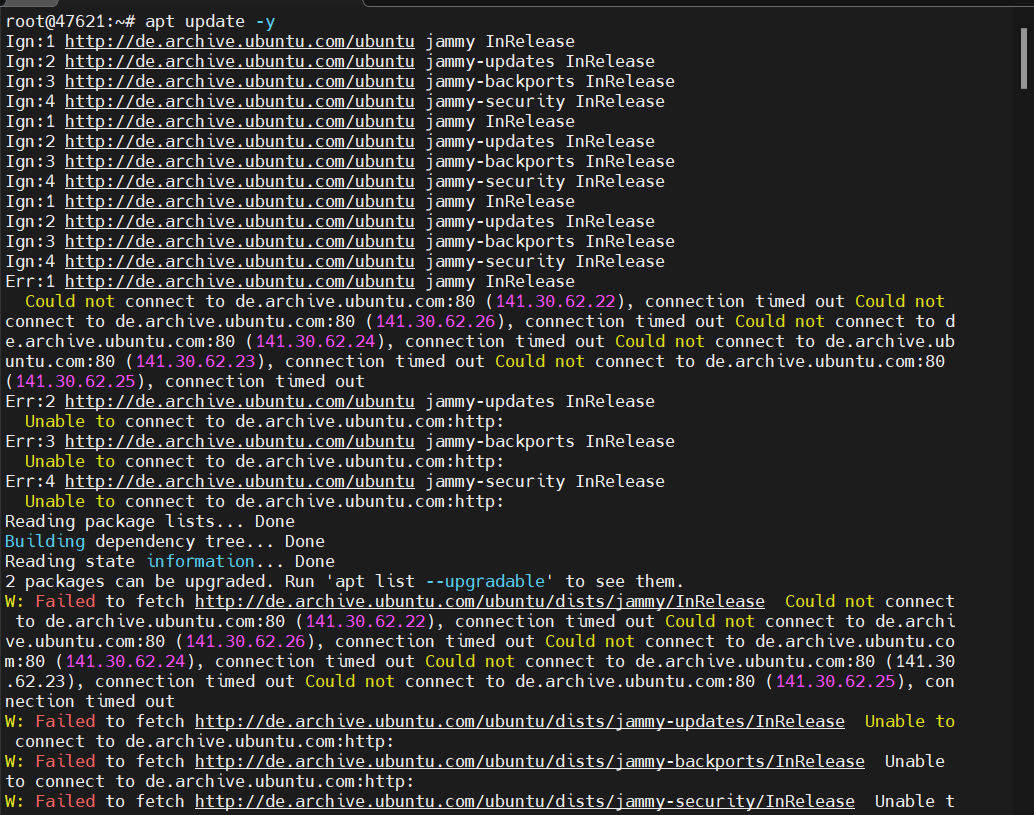 root@47621:~# apt update -y
Ign:1 http://de.archive.ubuntu.com/ubuntu jammy InRelease
Ign:2 http://de.archive.ubuntu.com/ubuntu jammy-updates InRelease
Ign:3 http://de.archive.ubuntu.com/ubuntu jammy-backports InRelease
Ign:4 http://de.archive.ubuntu.com/ubuntu jammy-security InRelease
Ign:1 http://de.archive.ubuntu.com/ubuntu jammy InRelease
Ign:2 http://de.archive.ubuntu.com/ubuntu jammy-updates InRelease
Ign:3 http://de.archive.ubuntu.com/ubuntu jammy-backports InRelease
Ign:4 http://de.archive.ubuntu.com/ubuntu jammy-security InRelease
Ign:1 http://de.archive.ubuntu.com/ubuntu jammy InRelease
Ign:2 http://de.archive.ubuntu.com/ubuntu jammy-updates InRelease
Ign:3 http://de.archive.ubuntu.com/ubuntu jammy-backports InRelease
Ign:4 http://de.archive.ubuntu.com/ubuntu jammy-security InRelease
Err:1 http://de.archive.ubuntu.com/ubuntu jammy InRelease
  Could not connect to de.archive.ubuntu.com:80 (141.30.62.22), connection timed out Could not
connect to de.archive.ubuntu.com:80 (141.30.62.26), connection timed out Could not connect to d
e.archive.ubuntu.com:80 (141.30.62.24), connection timed out Could not connect to de.archive.ub
untu.com:80 (141.30.62.23), connection timed out Could not connect to de.archive.ubuntu.com:80
(141.30.62.25), connection timed out
Err:2 http://de.archive.ubuntu.com/ubuntu jammy-updates InRelease
  Unable to connect to de.archive.ubuntu.com:http:
Err:3 http://de.archive.ubuntu.com/ubuntu jammy-backports InRelease
  Unable to connect to de.archive.ubuntu.com:http:
Err:4 http://de.archive.ubuntu.com/ubuntu jammy-security InRelease
  Unable to connect to de.archive.ubuntu.com:http:
Reading package lists... Done
Building dependency tree... Done
Reading state information... Done
2 packages can be upgraded. Run 'apt list --upgradable' to see them.
W: Failed to fetch http://de.archive.ubuntu.com/ubuntu/dists/jammy/InRelease  Could not connect
 to de.archive.ubuntu.com:80 (141.30.62.22), connection timed out Could not connect to de.archi
ve.ubuntu.com:80 (141.30.62.26), connection timed out Could not connect to de.archive.ubuntu.co
m:80 (141.30.62.24), connection timed out Could not connect to de.archive.ubuntu.com:80 (141.30
.62.23), connection timed out Could not connect to de.archive.ubuntu.com:80 (141.30.62.25), con
nection timed out
W: Failed to fetch http://de.archive.ubuntu.com/ubuntu/dists/jammy-updates/InRelease  Unable to
 connect to de.archive.ubuntu.com:http:
W: Failed to fetch http://de.archive.ubuntu.com/ubuntu/dists/jammy-backports/InRelease  Unable
to connect to de.archive.ubuntu.com:http:
W: Failed to fetch http://de.archive.ubuntu.com/ubuntu/dists/jammy-security/InRelease  Unable t